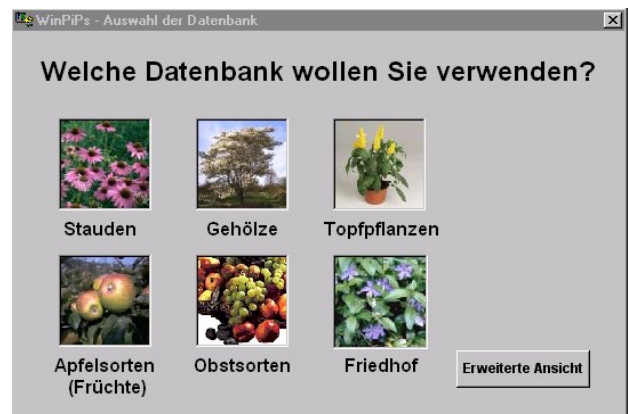 WinPiPs - Auswahl der Datenbank
Welche Datenbank wollen Sie verwenden?
Stauden
Gehölze
Topfpflanzen
Apfelsorten
(Früchte)
Obstsorten
Friedhof
Erweiterte Ansicht